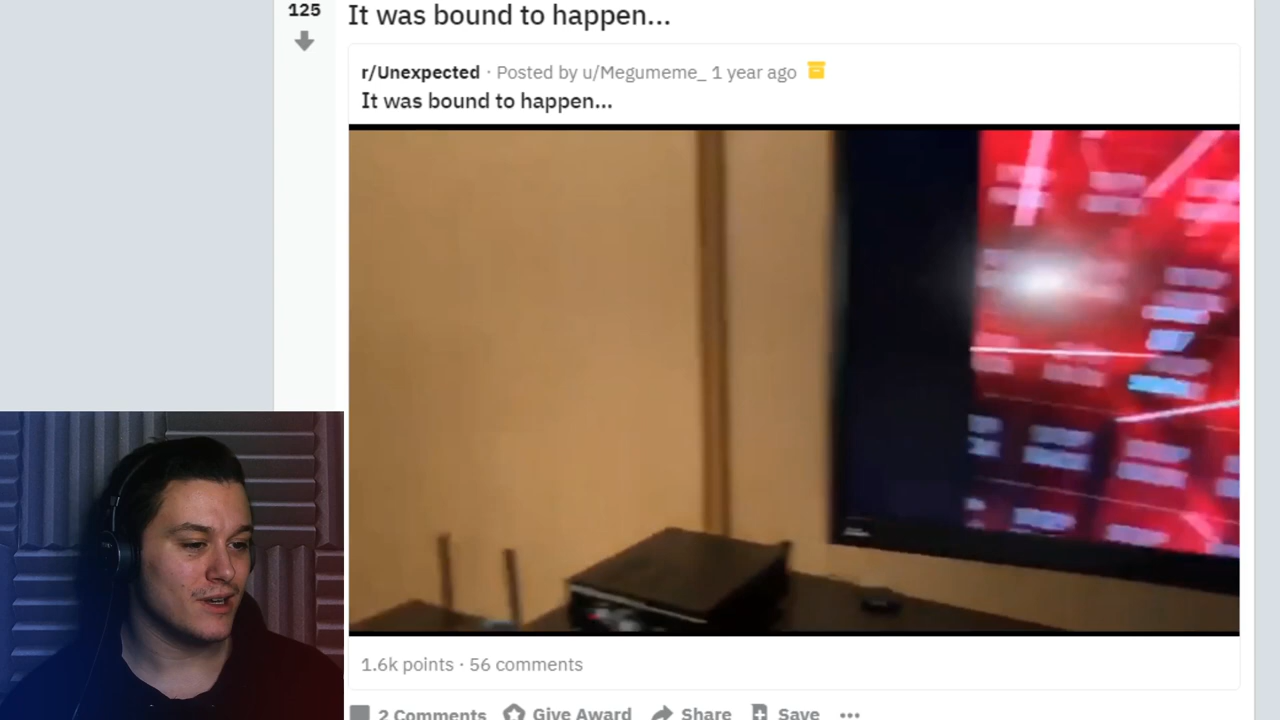 125
It was bound to happen...
r/Unexpected · Posted by u/Megumeme_ 1 year ago
It was bound to happen...
1.6k points · 56 comments
2 Comments Give Award Share Save